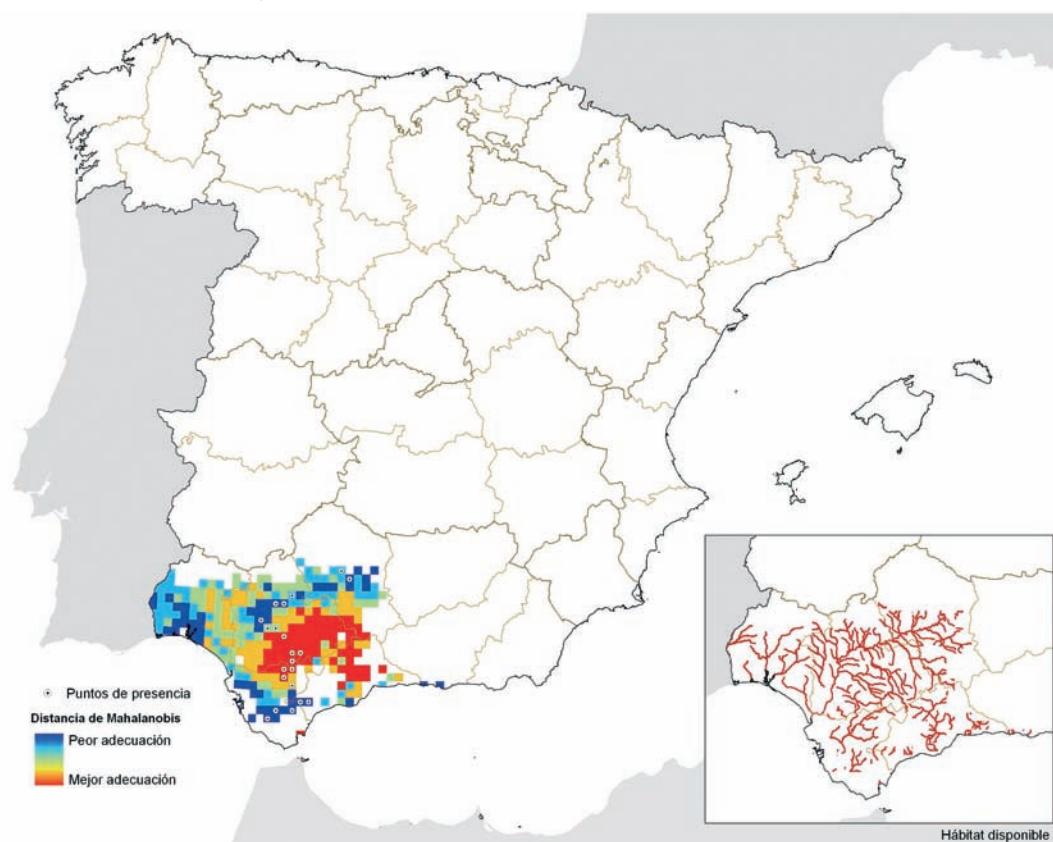 Puntos de presencia
Distancia de Mahalanobis
Peor adecuación
Mejor adecuación
Hábitat disponible